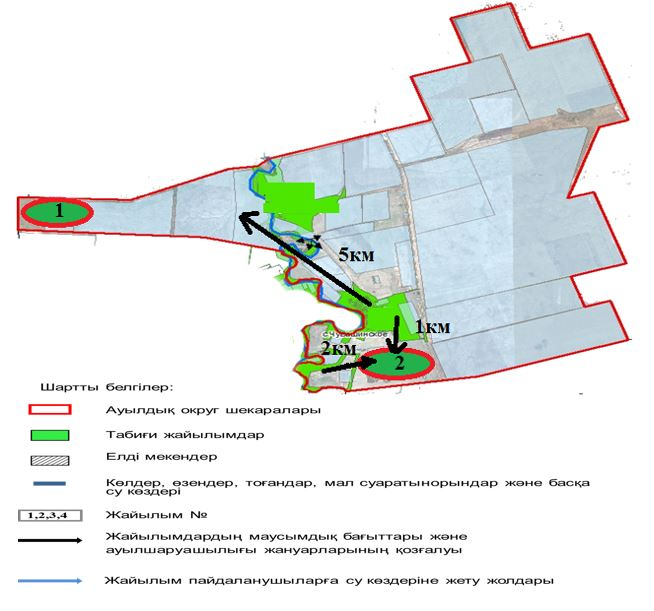 1
5км
1км
с.Чувашинское
2км
2
Шартты белгілер:
Ауылдық округ шекаралары
Табиғи жайылымдар
Елді мекендер
Көлдер, өзендер, тоғандар, мал суаратынорындар және басқа
су көздері
1,2,3,4
Жайылым №
Жайылымдардың маусымдық бағыттары және
ауылшаруашылығы жануарларының қозғалуы
Жайылым пайдаланушыларға су көздеріне жету жолдары